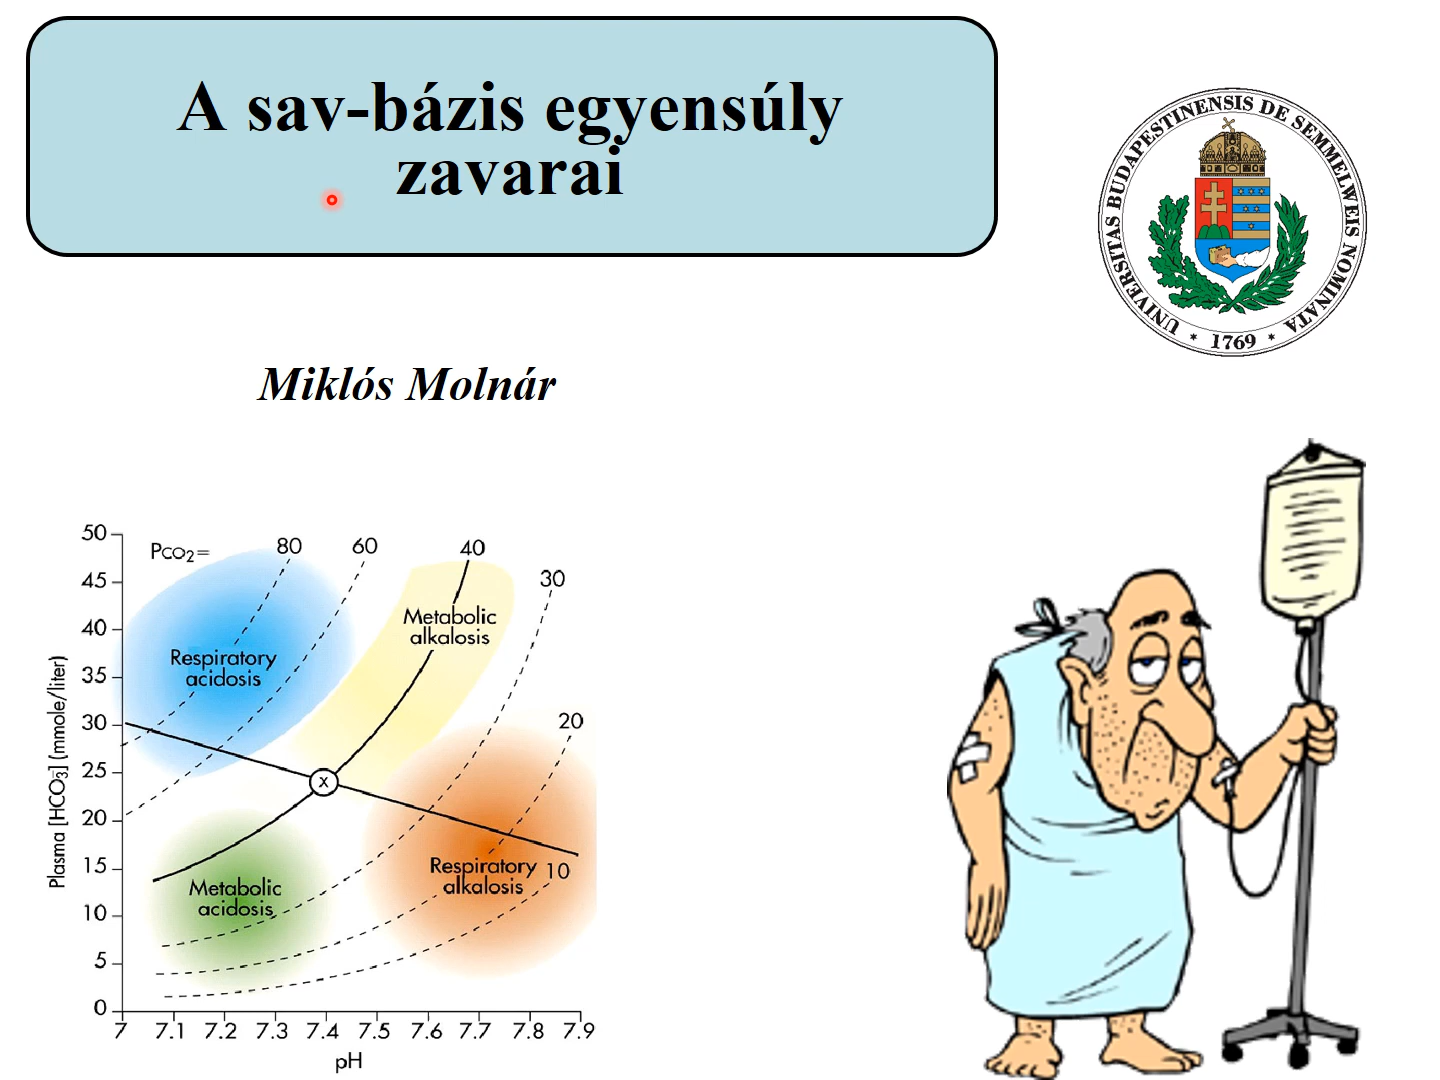 A sav-bázis egyensúly
zavarai
UNIVERSITAS BUDAPESTINENSIS DE SEMMELWEIS NOMINATA
* 1769 *
Miklós Molnár
PCO2=
80
60
40
30
20
10
Metabolic
alkalosis
Respiratory
acidosis
x
Respiratory
alkalosis
Metabolic
acidosis
Plasma [HCO3-] (mmole/liter)
50
45
40
35
30
25
20
15
10
5
0
7 7.1 7.2 7.3 7.4 7.5 7.6 7.7 7.8 7.9
pH